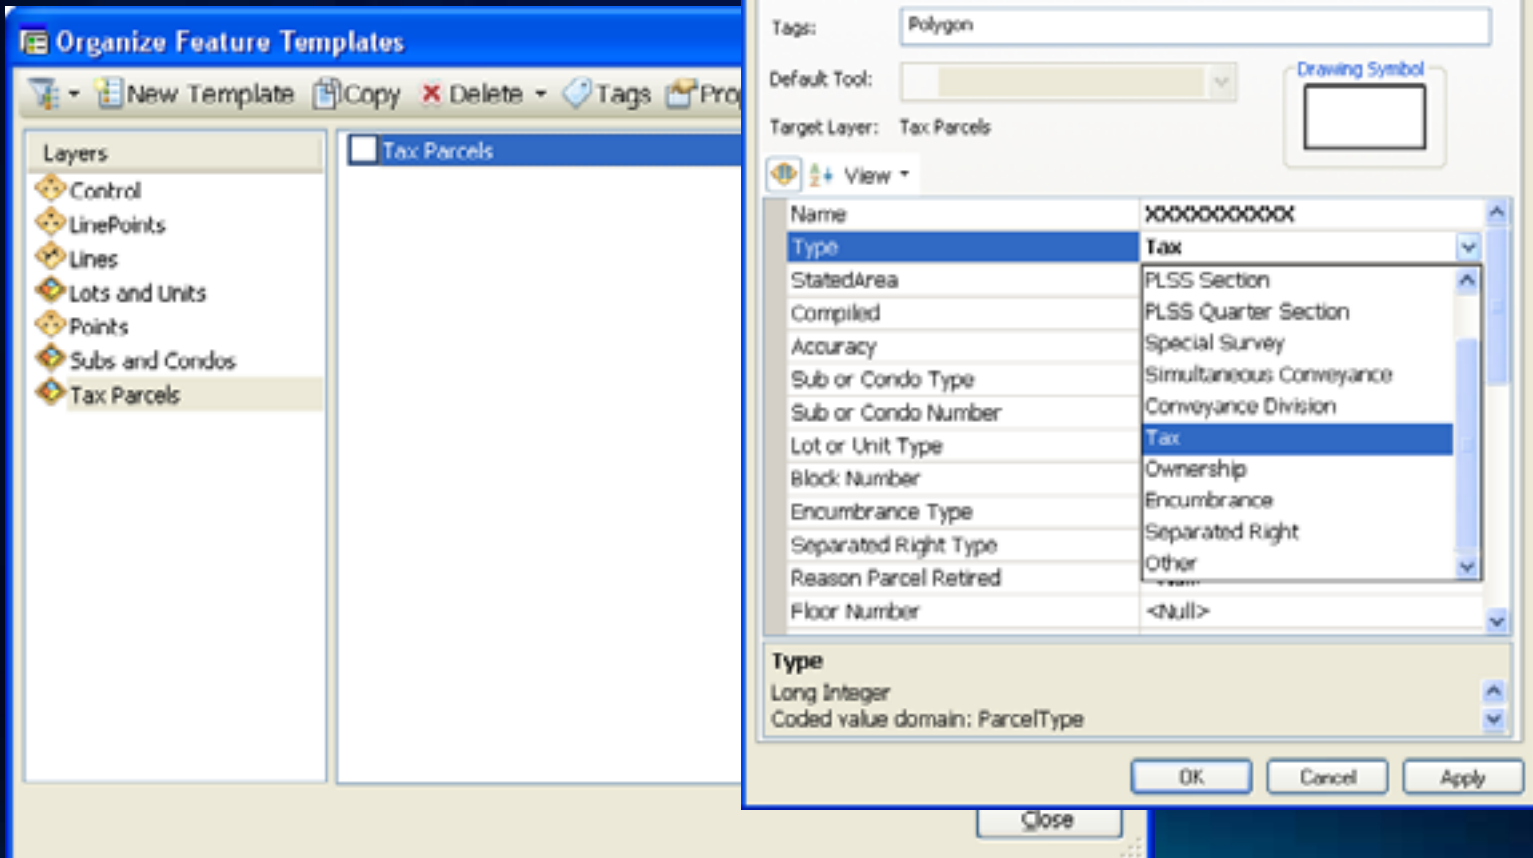 Organize Feature Templates
New Template Copy Delete Tags
Layers
Control
LinePoints
Lines
Lots and Units
Points
Subs and Condos
Tax Parcels
Tax Parcels
Close
Tags: Polygon
Default Tool:
Drawing Symbol
Target Layer: Tax Parcels
View
Name XXXXXXXXXXX
Type Tax
StatedArea
Compiled
Accuracy
Sub or Condo Type
Sub or Condo Number
Lot or Unit Type
Block Number
Encumbrance Type
Separated Right Type
Reason Parcel Retired
Floor Number <Null>
PLSS Section
PLSS Quarter Section
Special Survey
Simultaneous Conveyance
Conveyance Division
Tax
Ownership
Encumbrance
Separated Right
Other
Type
Long Integer
Coded value domain: ParcelType
OK Cancel Apply